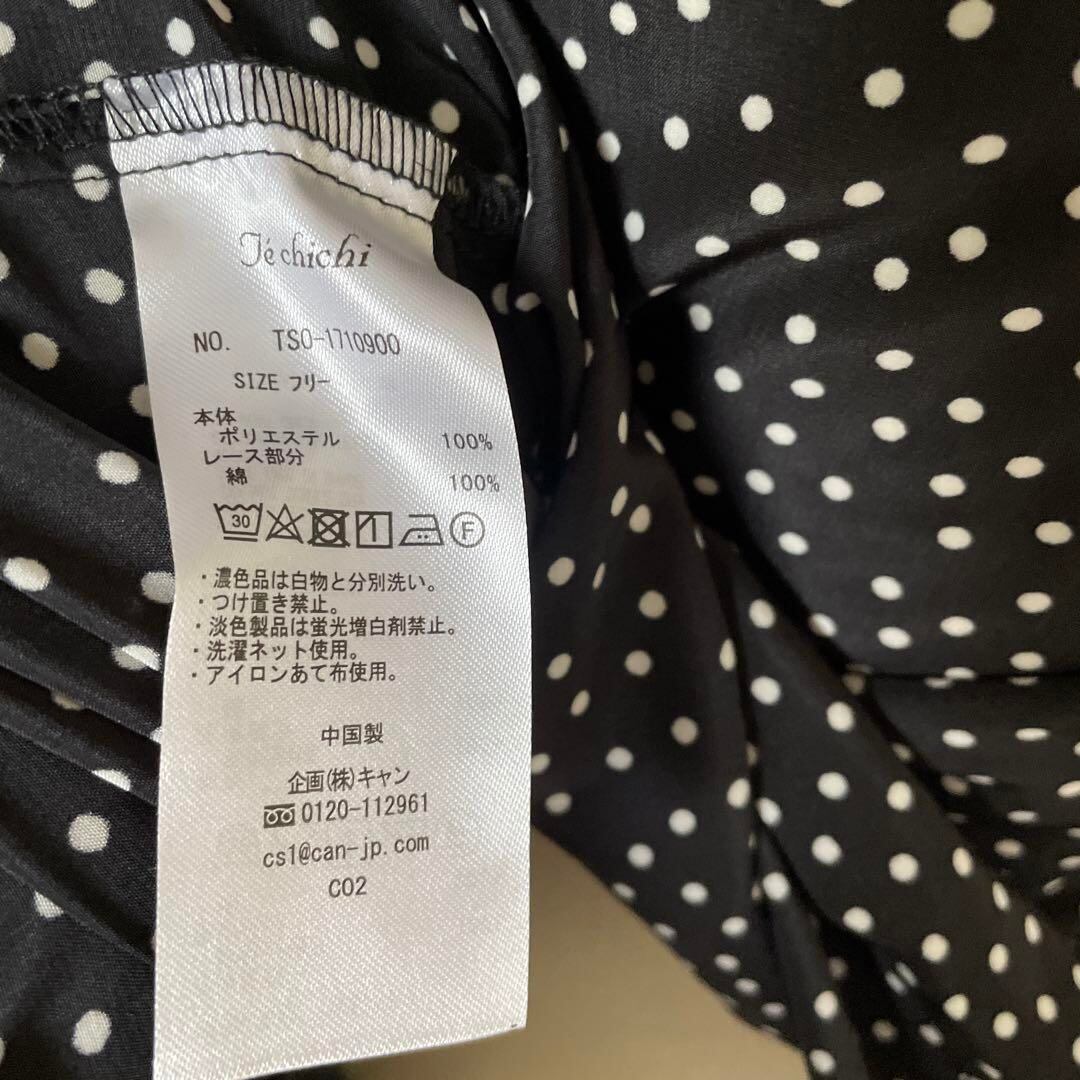 Té chichi
NO. TSO-1710900
SIZE フリー
本体
ポリエステル 100%
レース部分
綿 100%
30 F
・濃色品は白物と分別洗い。
・つけ置き禁止。
・淡色製品は蛍光増白剤禁止。
・洗濯ネット使用。
・アイロンあて布使用。
中国製
企画(株)キャン
0120-112961
cs1@can-jp.com
C02